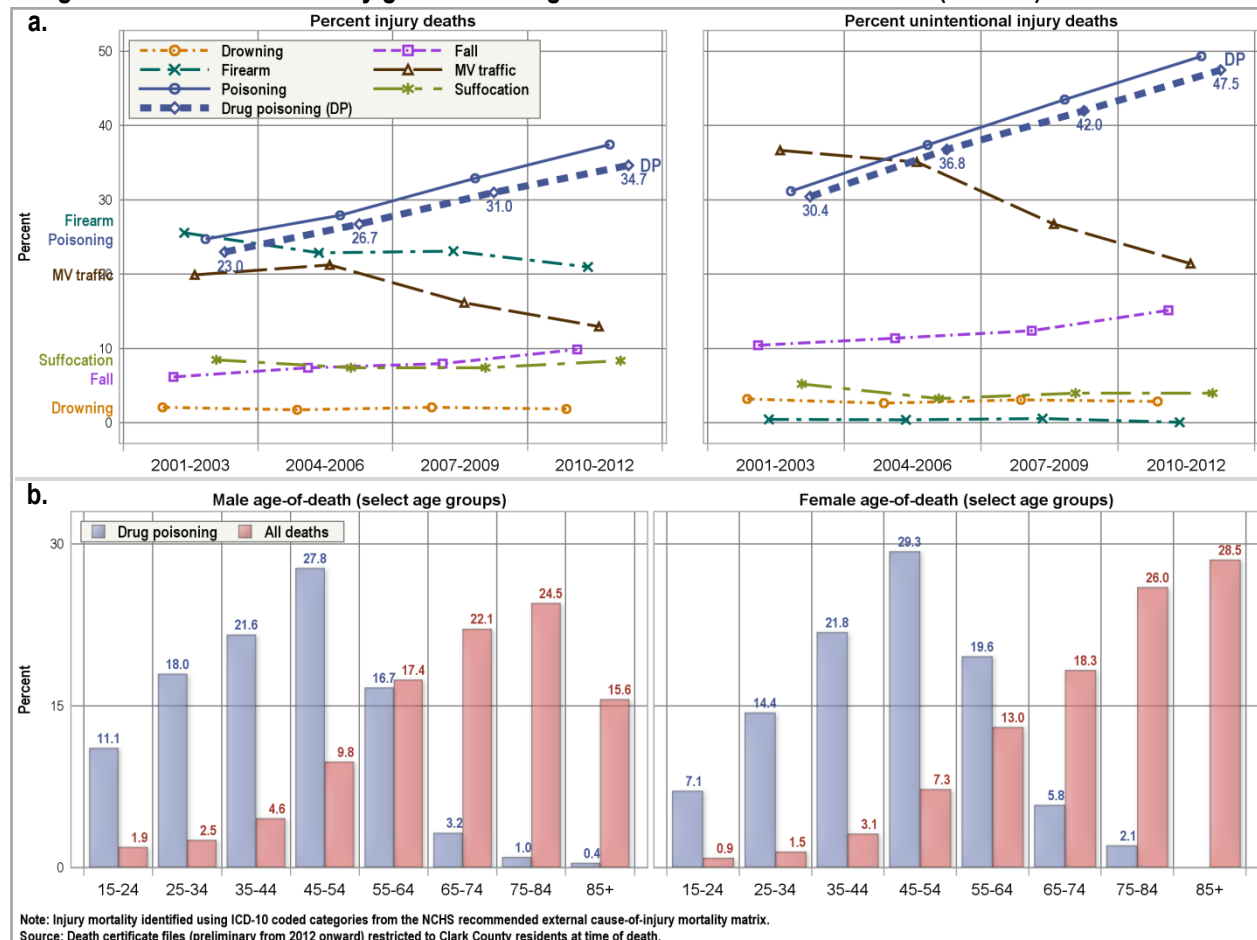 a.
Percent injury deaths
Percent unintentional injury deaths
Drowning
Fall
Firearm
MV traffic
Poisoning
Suffocation
Drug poisoning (DP)
Percent
50
40
30
20
10
0
Firearm
Poisoning
MV traffic
Suffocation
Fall
Drowning
23.0
26.7
31.0
34.7
DP
30.4
36.8
42.0
47.5
DP
2001-2003 2004-2006 2007-2009 2010-2012
2001-2003 2004-2006 2007-2009 2010-2012
b.
Male age-of-death (select age groups)
Female age-of-death (select age groups)
Drug poisoning All deaths
Percent
30
15
0
11.1 1.9 18.0 2.5 21.6 4.6 27.8 9.8 16.7 17.4 3.2 22.1 1.0 24.5 0.4 15.6
7.1 0.9 14.4 1.5 21.8 3.1 29.3 7.3 19.6 13.0 5.8 18.3 2.1 26.0 28.5
15-24 25-34 35-44 45-54 55-64 65-74 75-84 85+
15-24 25-34 35-44 45-54 55-64 65-74 75-84 85+
Note: Injury mortality identified using ICD-10 coded categories from the NCHS recommended external cause-of-injury mortality matrix.
Source: Death certificate files (preliminary from 2012 onward) restricted to Clark County residents at time of death.